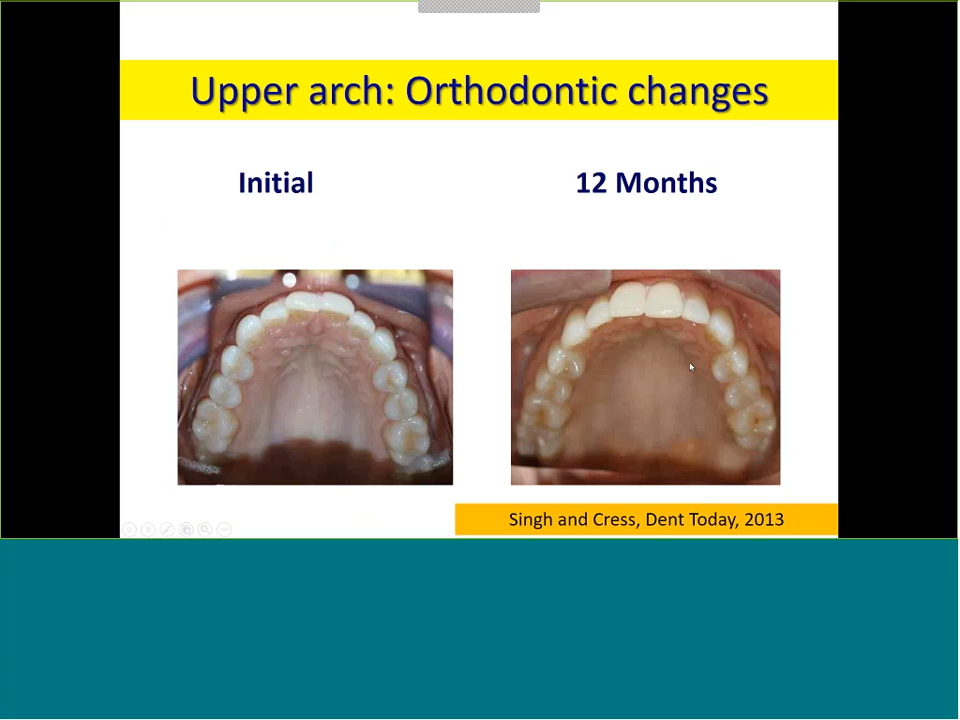 Upper arch: Orthodontic changes
Initial
12 Months
Singh and Cress, Dent Today, 2013